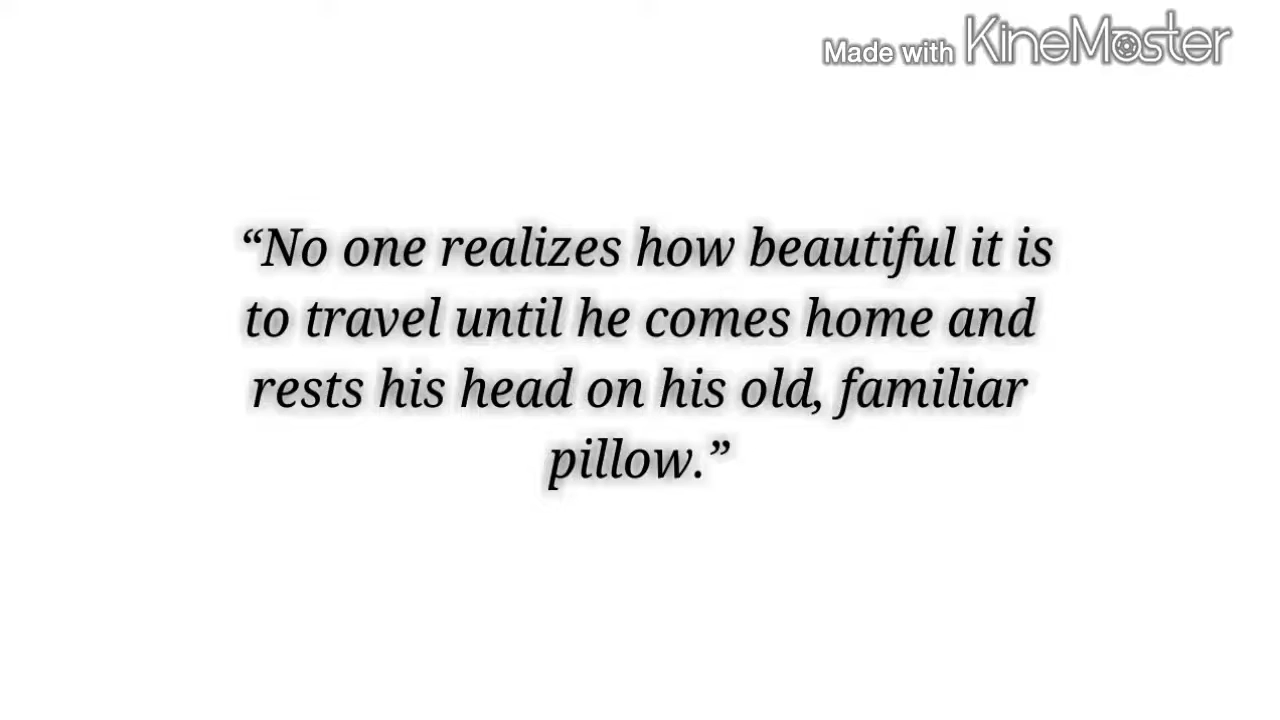 Made with KineMaster
“No one realizes how beautiful it is
to travel until he comes home and
rests his head on his old, familiar
pillow.”